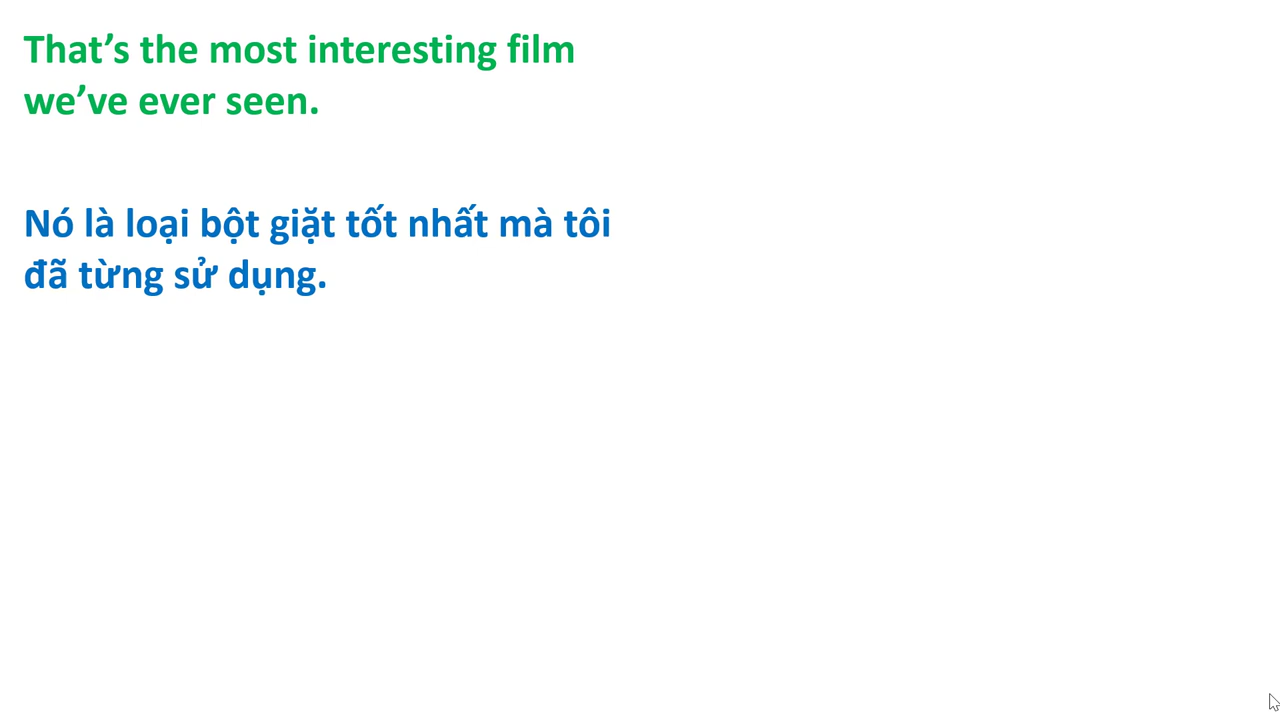 That’s the most interesting film
we’ve ever seen.
Nó là loại bột giặt tốt nhất mà tôi
đã từng sử dụng.